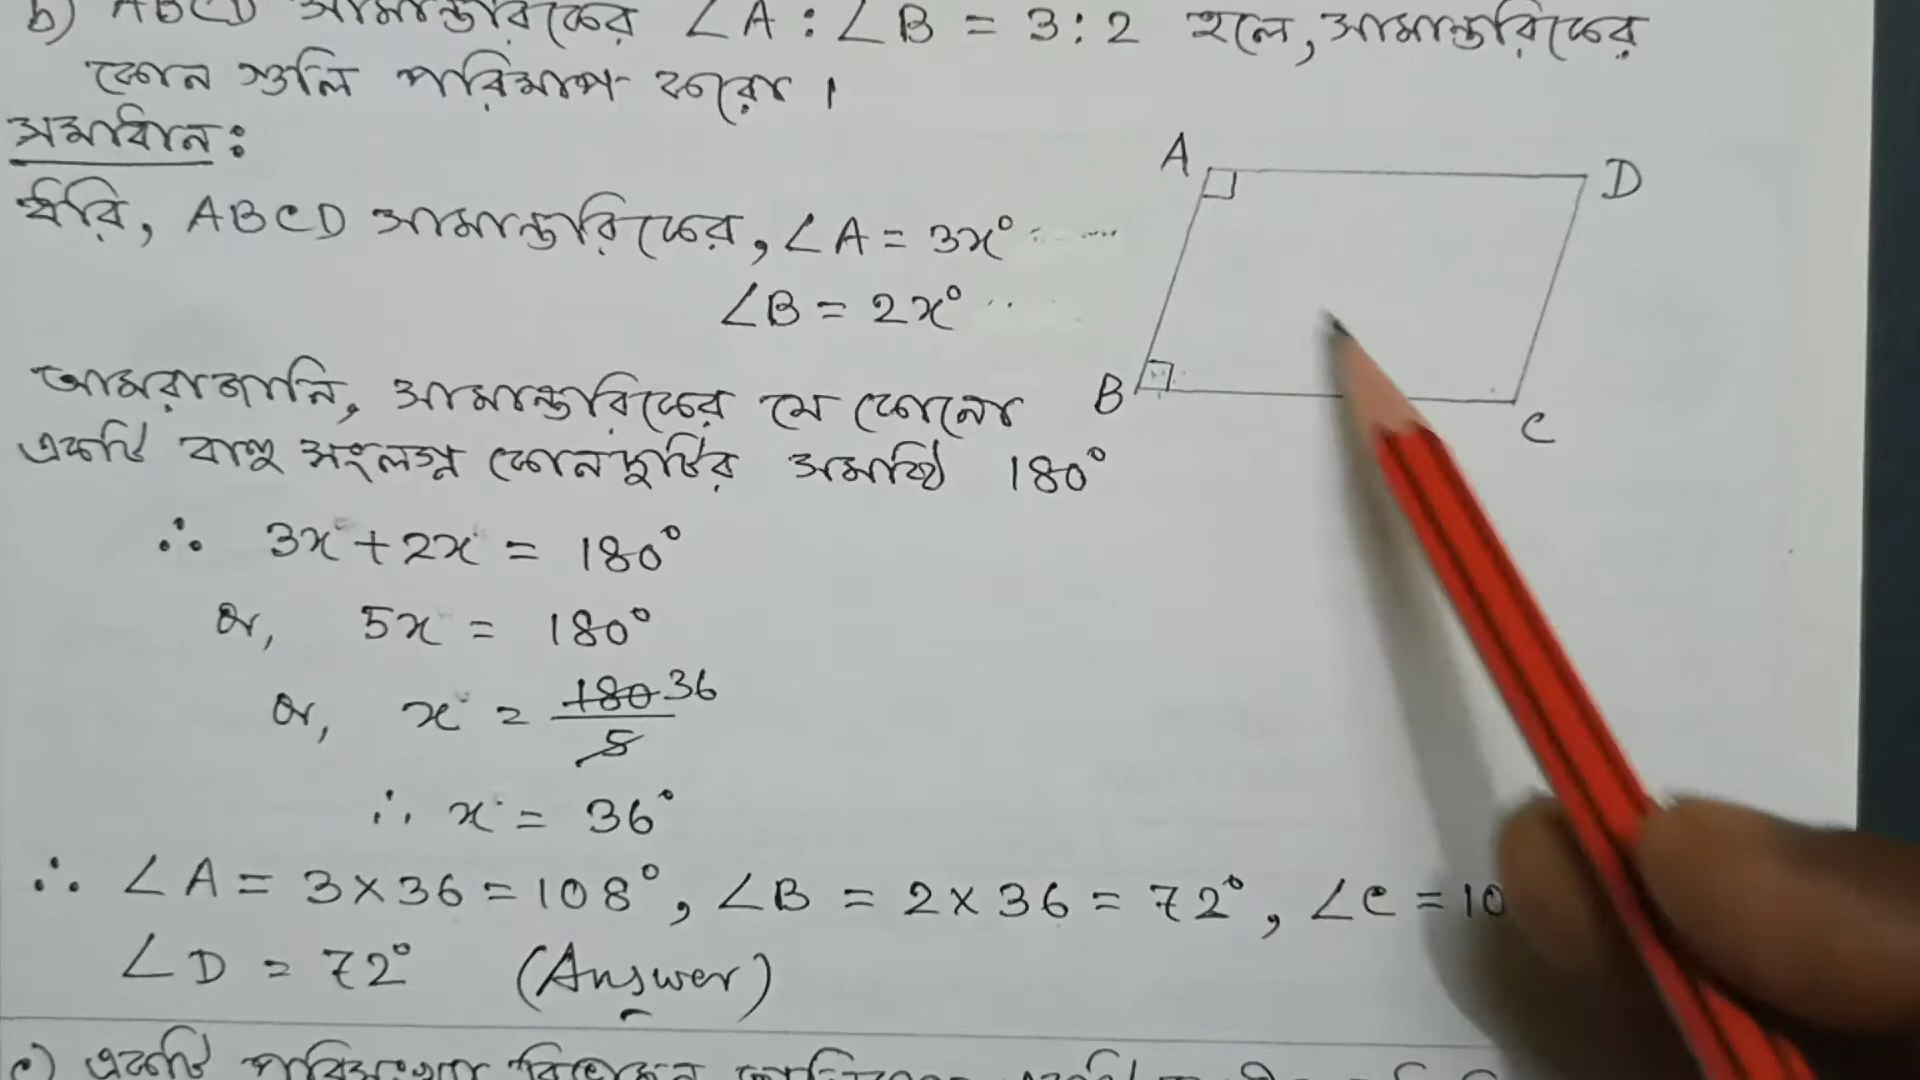 b) ABCD সামান্তরিকের ∠A : ∠B = 3:2 হলে, সামান্তরিকের
কোন গুলি পরিমাপ করো।
সমাধান:
ধরি, ABCD সামান্তরিকের, ∠A = 3x°
∠B = 2x°
আমরা জানি, সামান্তরিকের যে কোনো
একটি বাহু সংলগ্ন কোনদুটির সমষ্টি 180°
∴ 3x + 2x = 180°
or, 5x = 180°
or, x = 180/5 36
∴ x = 36°
∴ ∠A = 3×36 = 108°, ∠B = 2×36 = 72°, ∠C = 10
∠D = 72° (Answer)
c) একটি
A
D
B
C